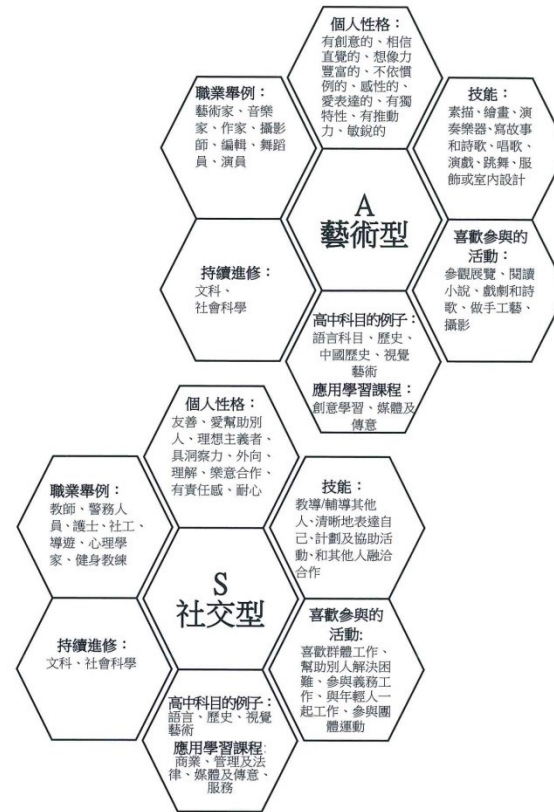 個人性格：
有創意的、相信
直覺的、想像力
豐富的、不依慣
例的、感性的、
愛表達的、有獨
特性、有推動
力、敏銳的
職業舉例：
藝術家、音樂
家、作家、攝影
師、編輯、舞蹈
員、演員
技能：
素描、繪畫、演
奏樂器、寫故事
和詩歌、唱歌、
演戲、跳舞、服
飾或室內設計
A
藝術型
持續進修：
文科、
社會科學
喜歡參與的
活動：
參觀展覽、閱讀
小說、戲劇和詩
歌、做手工藝、
攝影
高中科目的例子：
語言科目、歷史、
中國歷史、視覺
藝術
應用學習課程：
創意學習、媒體及
傳意
個人性格：
友善、愛幫助別
人、理想主義者、
具洞察力、外向、
理解、樂意合作、
有責任感、耐心
職業舉例：
教師、警務人
員、護士、社工、
導遊、心理學
家、健身教練
技能：
教導/輔導其他
人、清晰地表達自
己、計劃及協助活
動、和其他人融洽
合作
S
社交型
持續進修：
文科、社會科學
喜歡參與的
活動:
喜歡群體工作、
幫助別人解決困
難、參與義務工
作、與年輕人一
起工作、參與團
體運動
高中科目的例子：
語言、歷史、視覺
藝術
應用學習課程:
商業、管理及法
律、媒體及傳意、
服務